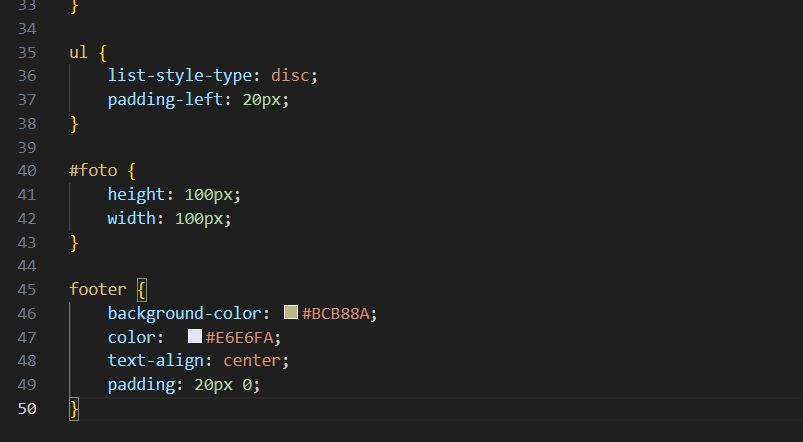 33 }
34
35 ul {
36     list-style-type: disc;
37     padding-left: 20px;
38 }
39
40 #foto {
41     height: 100px;
42     width: 100px;
43 }
44
45 footer {
46     background-color: #BCB88A;
47     color:  #E6E6FA;
48     text-align: center;
49     padding: 20px 0;
50 }